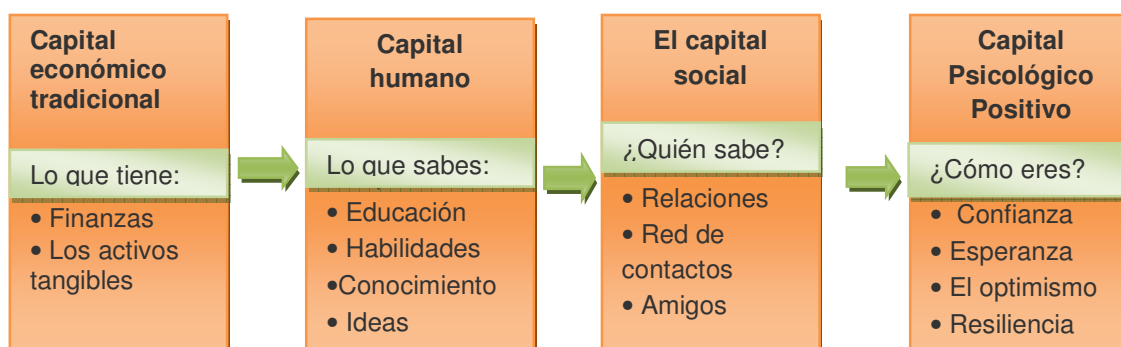 Capital
económico
tradicional
Lo que tiene:
• Finanzas
• Los activos
tangibles
Capital
humano
Lo que sabes:
• Educación
• Habilidades
•Conocimiento
• Ideas
El capital
social
¿Quién sabe?
• Relaciones
• Red de
contactos
• Amigos
Capital
Psicológico
Positivo
¿Cómo eres?
• Confianza
• Esperanza
• El optimismo
• Resiliencia